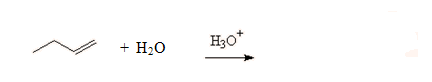 + H₂O H₃O⁺